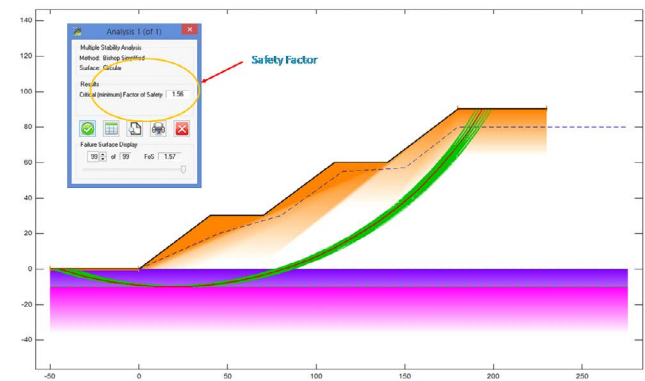 140
120
100
80
60
40
20
0
-20
-40
-50
0
50
100
150
200
250
Analysis 1 (of 1)
Multiple Stability Analysis
Method: Bishop Simplified
Surface: Circular
Results
Critical (minimum) Factor of Safety 1.56
Failure Surface Display
99 of 99 FoS 1.57
Safety Factor